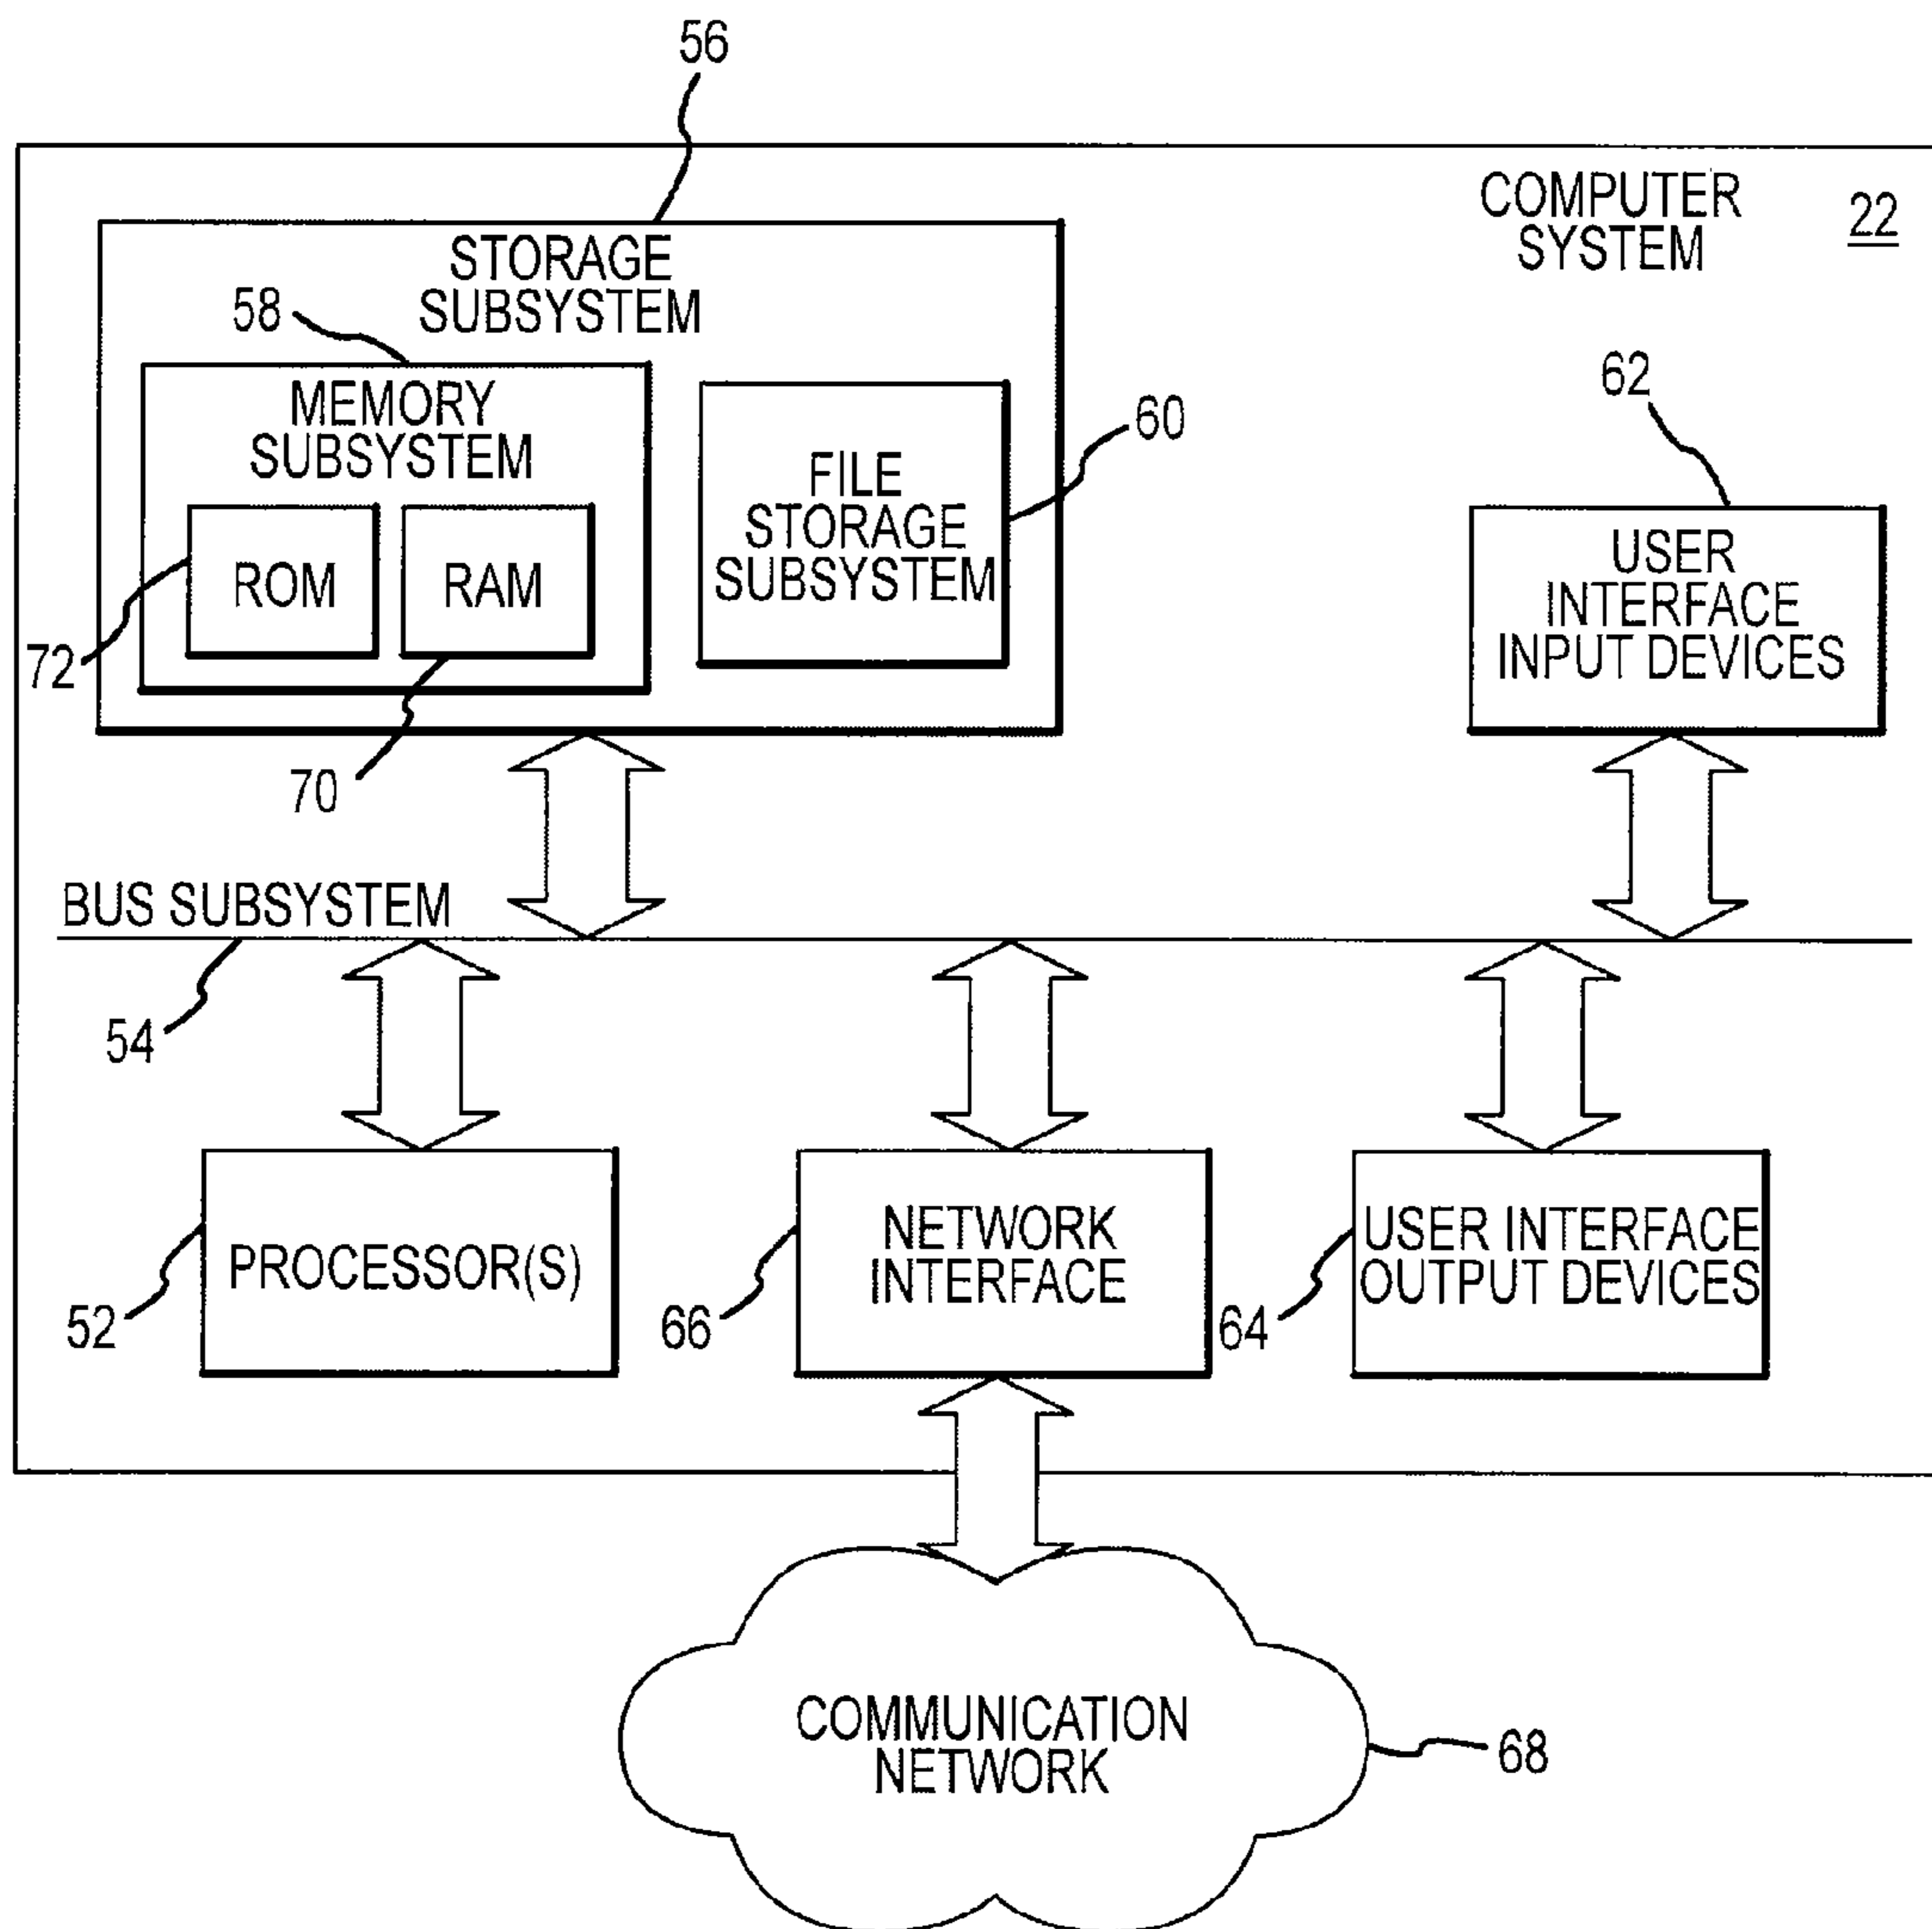 56
COMPUTER
SYSTEM
22
STORAGE
SUBSYSTEM
58
MEMORY
SUBSYSTEM
ROM
RAM
72
70
FILE
STORAGE
SUBSYSTEM
60
62
USER
INTERFACE
INPUT DEVICES
BUS SUBSYSTEM
54
PROCESSOR(S)
52
NETWORK
INTERFACE
66
USER INTERFACE
OUTPUT DEVICES
64
COMMUNICATION
NETWORK
68